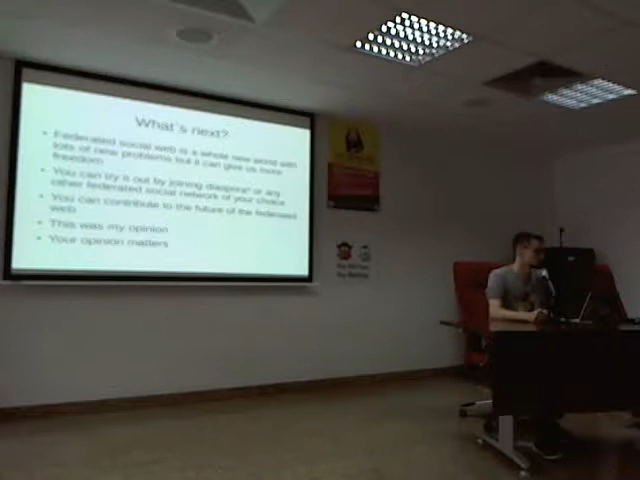 What's next?
• Federated social web is a whole new world with
lots of new problems but it can give us more
freedom
• You can try it out by joining diaspora* or any
other federated social network of your choice
• You can contribute to the future of the federated
web
• This was my opinion
• Your opinion matters